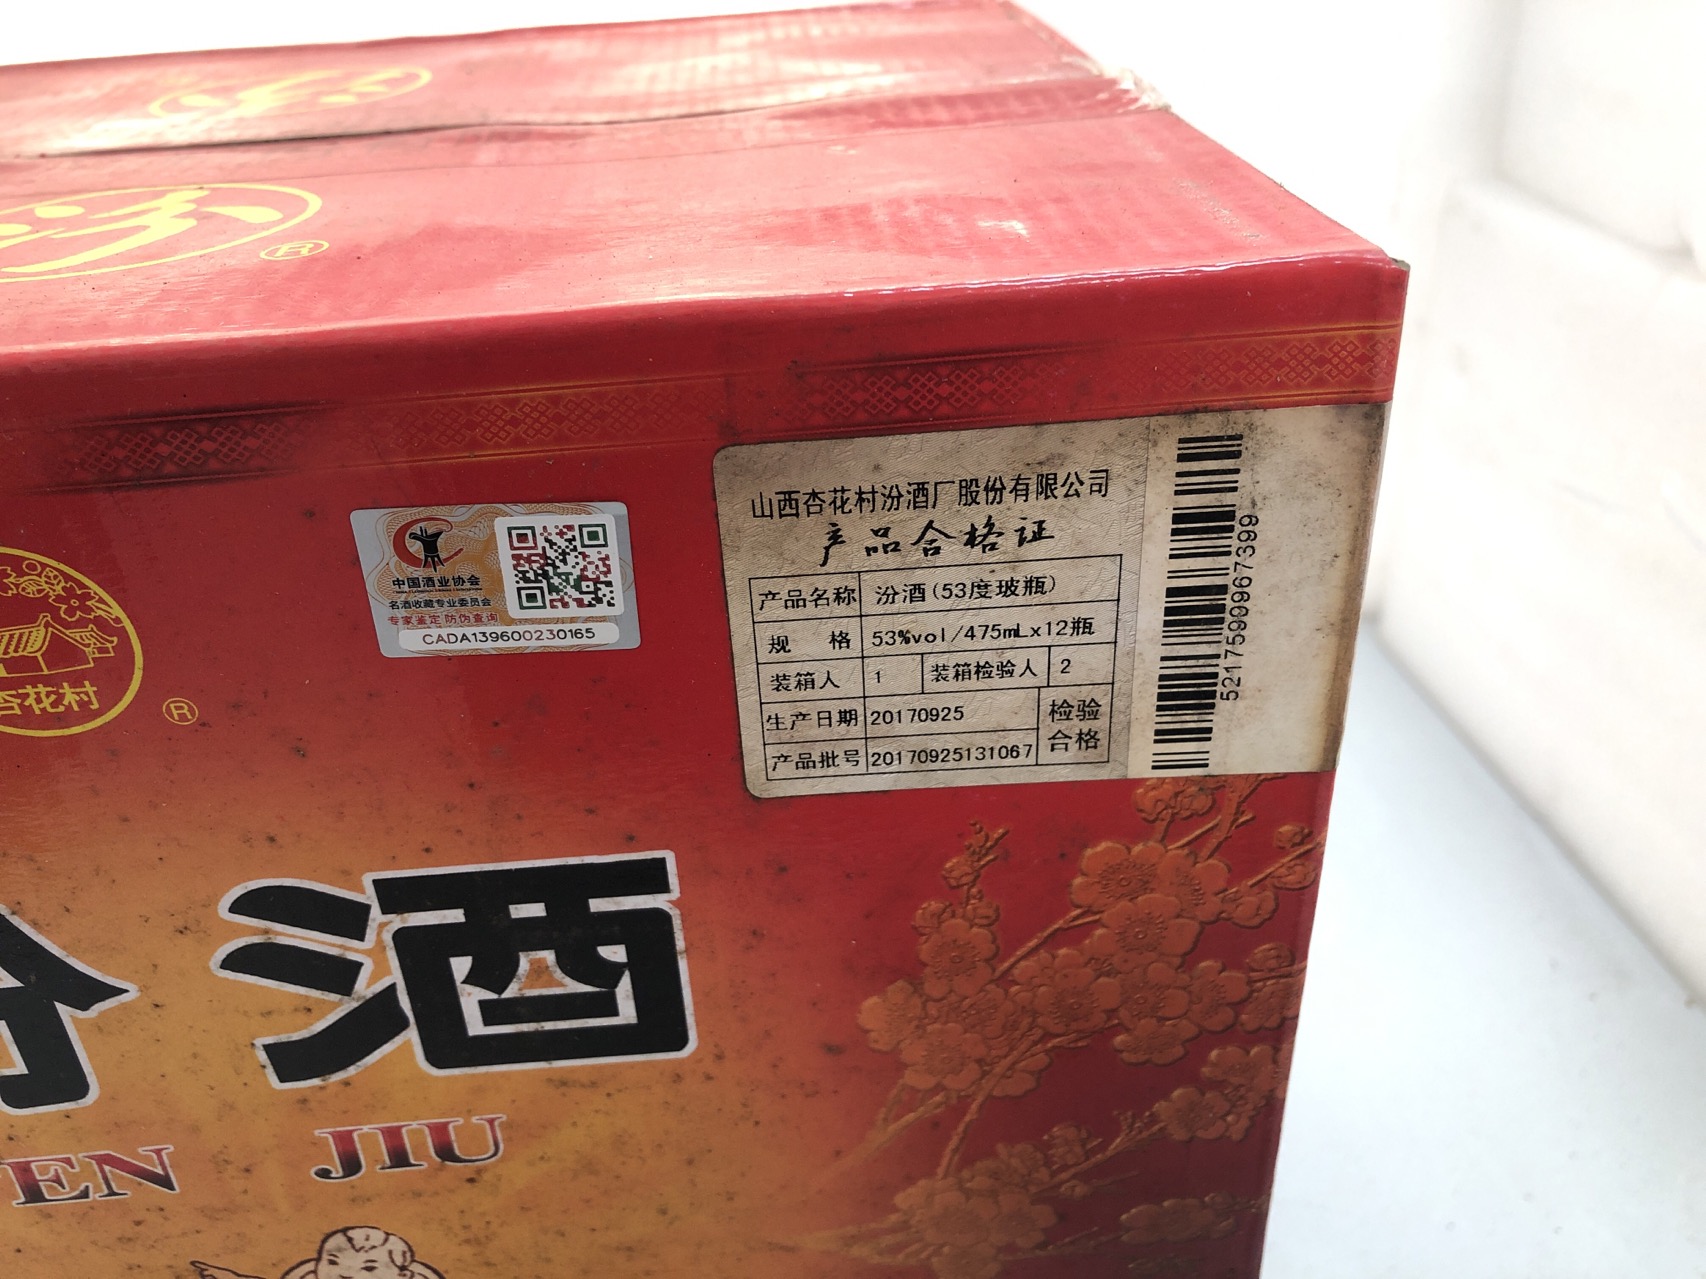 汾
汾
®
山西杏花村汾酒厂股份有限公司
产品合格证
产品名称 汾酒(53度玻瓶)
规 格 53%vol/475mLx12瓶
装箱人 1 装箱检验人 2
生产日期 20170925 检验
产品批号 20170925131067 合格
5217599967399
中国酒业协会
名酒收藏专业委员会
专家鉴定 防伪查询
CADA139600230165
杏花村
®
汾酒
FEN JIU